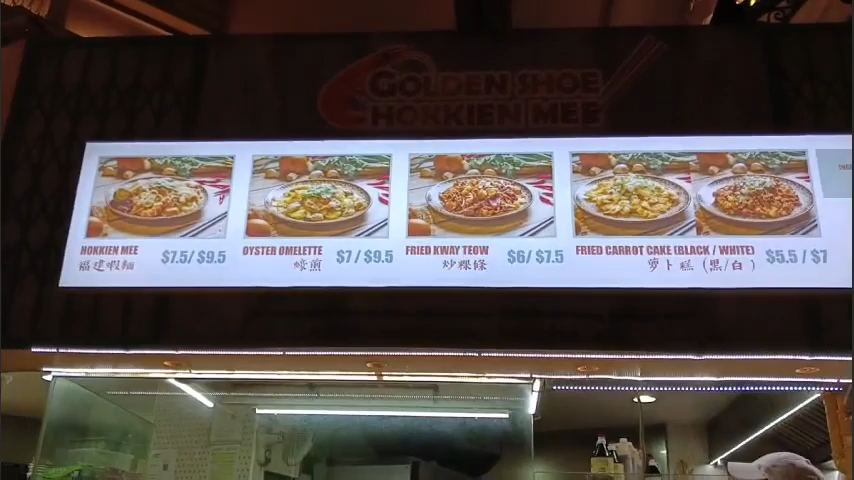 GOLDEN SHOE
HOKKIEN MEE
HOKKIEN MEE
福建蝦麵
$7.5/$9.5
OYSTER OMELETTE
蠔煎
$7/$9.5
FRIED KWAY TEOW
炒粿條
$6/$7.5
FRIED CARROT CAKE (BLACK / WHITE)
萝卜糕 (黑/白)
$5.5/$7